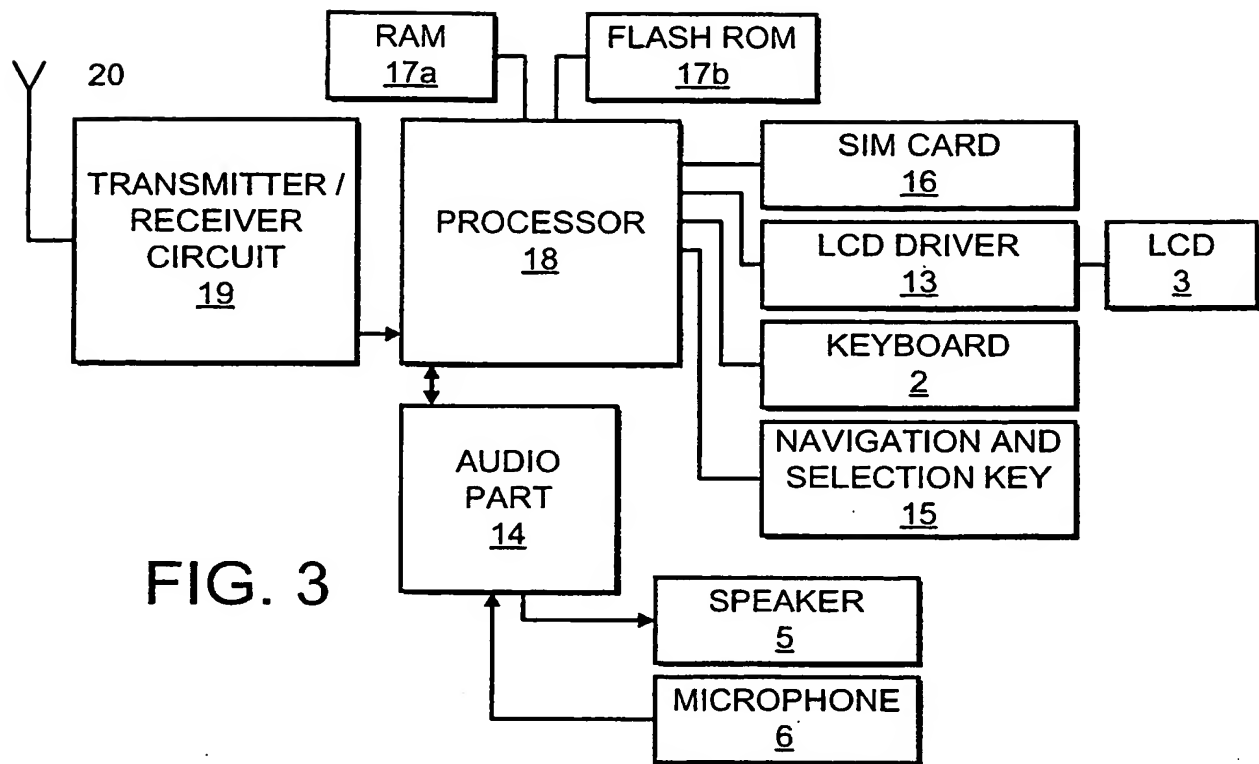 RAM
17a
FLASH ROM
17b
20
TRANSMITTER /
RECEIVER
CIRCUIT
19
PROCESSOR
18
SIM CARD
16
LCD DRIVER
13
LCD
3
KEYBOARD
2
NAVIGATION AND
SELECTION KEY
15
AUDIO
PART
14
FIG. 3
SPEAKER
5
MICROPHONE
6